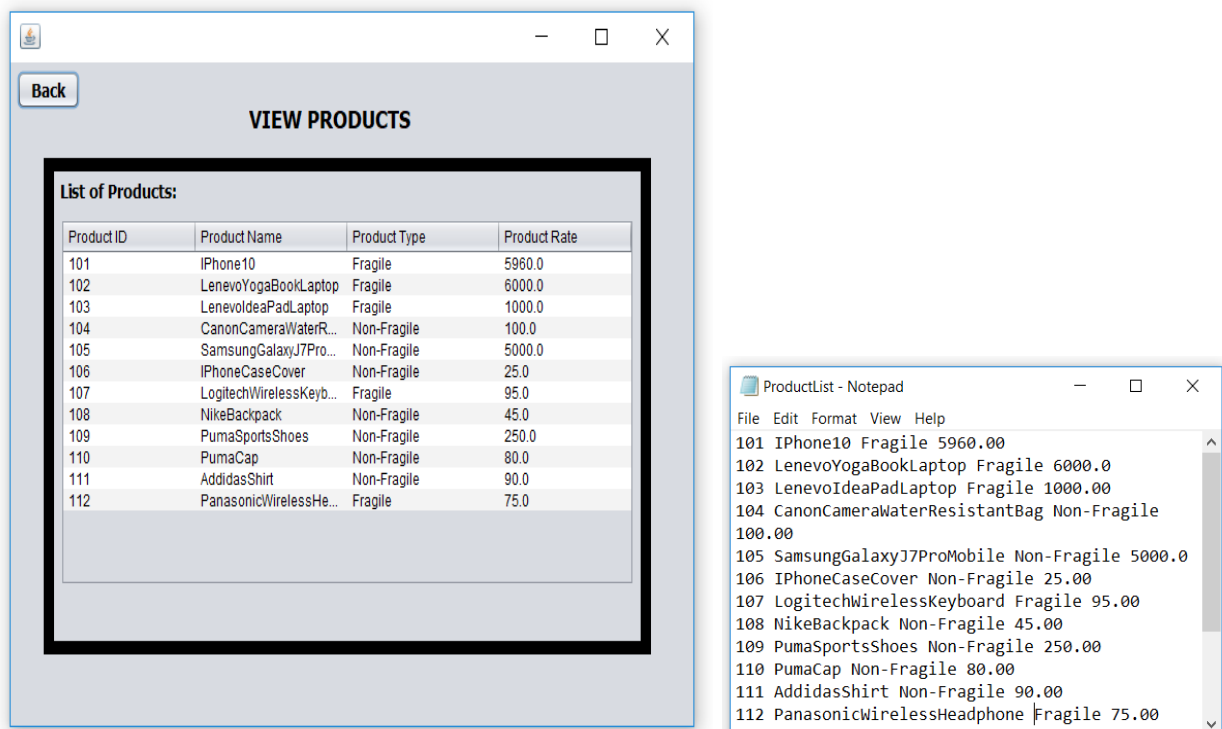 Back
VIEW PRODUCTS
List of Products:
Product ID Product Name Product Type Product Rate
101 IPhone10 Fragile 5960.0
102 LenevoYogaBookLaptop Fragile 6000.0
103 LenevoIdeaPadLaptop Fragile 1000.0
104 CanonCameraWaterR... Non-Fragile 100.0
105 SamsungGalaxyJ7Pro... Non-Fragile 5000.0
106 IPhoneCaseCover Non-Fragile 25.0
107 LogitechWirelessKeyb... Fragile 95.0
108 NikeBackpack Non-Fragile 45.0
109 PumaSportsShoes Non-Fragile 250.0
110 PumaCap Non-Fragile 80.0
111 AddidasShirt Non-Fragile 90.0
112 PanasonicWirelessHe... Fragile 75.0
ProductList - Notepad
File Edit Format View Help
101 IPhone10 Fragile 5960.00
102 LenevoYogaBookLaptop Fragile 6000.0
103 LenevoIdeaPadLaptop Fragile 1000.00
104 CanonCameraWaterResistantBag Non-Fragile
100.00
105 SamsungGalaxyJ7ProMobile Non-Fragile 5000.0
106 IPhoneCaseCover Non-Fragile 25.00
107 LogitechWirelessKeyboard Fragile 95.00
108 NikeBackpack Non-Fragile 45.00
109 PumaSportsShoes Non-Fragile 250.00
110 PumaCap Non-Fragile 80.00
111 AddidasShirt Non-Fragile 90.00
112 PanasonicWirelessHeadphone Fragile 75.00